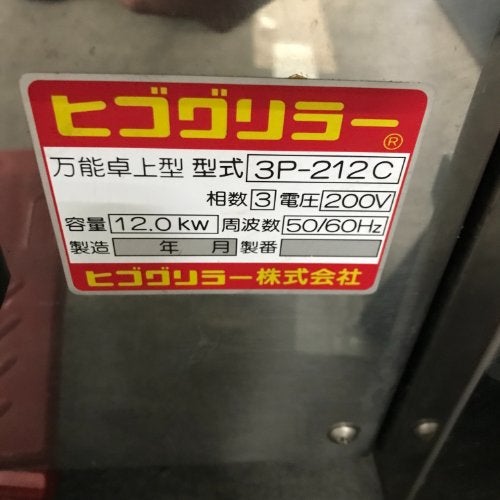 ヒゴグリラー®
万能卓上型 型式 3P-212C
相数 3 電圧 200V
容量 12.0kw 周波数 50/60Hz
製造 年 月 製番
ヒゴグリラー株式会社